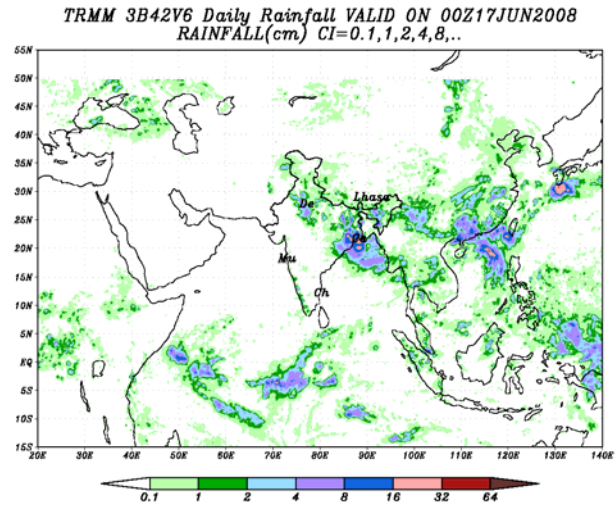 TRMM 3B42V6 Daily Rainfall VALID ON 00Z17JUN2008
RAINFALL(cm) CI=0.1,1,2,4,8,..
55N
50N
45N
40N
35N
30N
25N
20N
15N
10N
5N
EQ
5S
10S
15S
Lhasa
De
Mu
Ch
20E 30E 40E 50E 60E 70E 80E 90E 100E 110E 120E 130E 140E
0.1 1 2 4 8 16 32 64